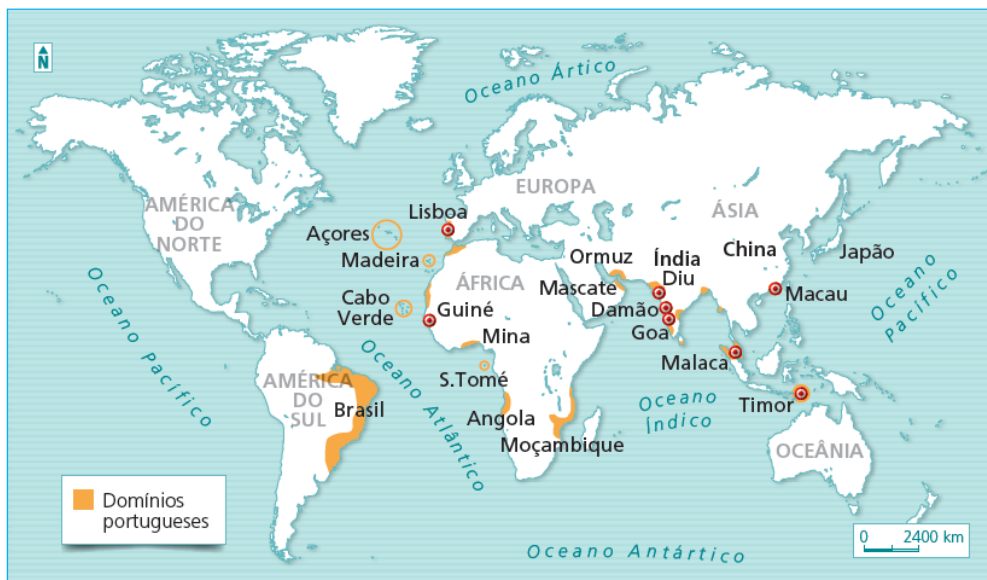 N
Oceano Ártico
AMÉRICA
DO
NORTE
EUROPA
ÁSIA
Lisboa
Açores
Madeira
ÁFRICA
Ormuz
Índia
Diu
China
Japão
Mascate
Damão
Goa
Macau
Oceano
Pacífico
Cabo
Verde
Guiné
Mina
Malaca
Oceano Pacífico
Oceano Atlântico
S.Tomé
AMÉRICA
DO
SUL
Brasil
Angola
Moçambique
Oceano
Índico
Timor
OCEÂNIA
Domínios
portugueses
Oceano Antártico
0 2400 km